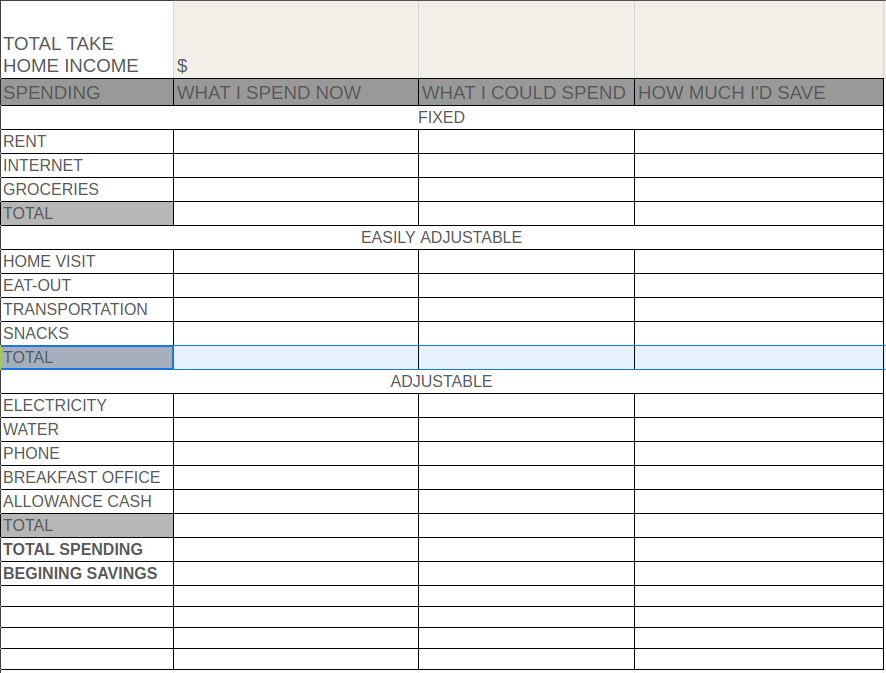 TOTAL TAKE
HOME INCOME $
SPENDING WHAT I SPEND NOW WHAT I COULD SPEND HOW MUCH I'D SAVE
FIXED
RENT
INTERNET
GROCERIES
TOTAL
EASILY ADJUSTABLE
HOME VISIT
EAT-OUT
TRANSPORTATION
SNACKS
TOTAL
ADJUSTABLE
ELECTRICITY
WATER
PHONE
BREAKFAST OFFICE
ALLOWANCE CASH
TOTAL
TOTAL SPENDING
BEGINING SAVINGS